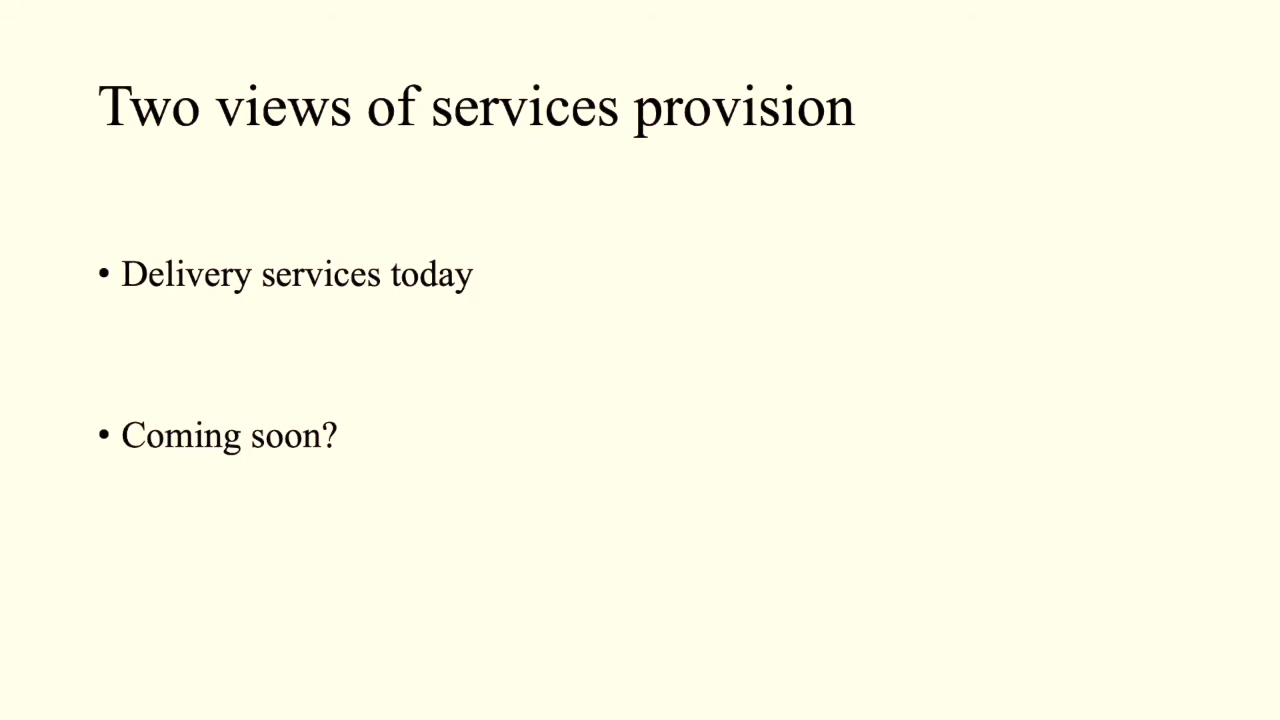 Two views of services provision
• Delivery services today
• Coming soon?